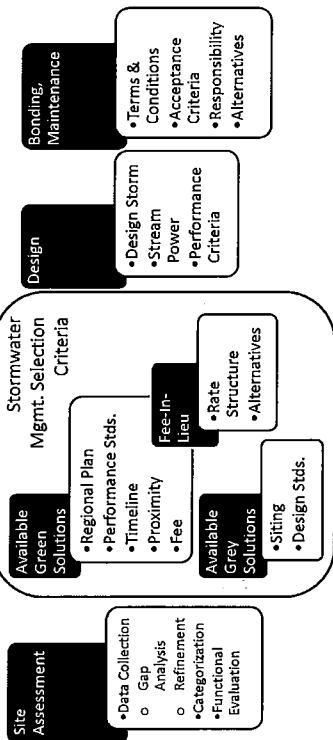 Site
Assessment
•Data Collection
o Gap
Analysis
o Refinement
•Categorization
•Functional
Evaluation
Stormwater
Mgmt. Selection
Criteria
Available
Green
Solutions
•Regional Plan
•Performance Stds.
•Timeline
•Proximity
•Fee
Fee-In-
Lieu
•Rate
Structure
•Alternatives
Available
Grey
Solutions
•Siting
•Design Stds.
Design
•Design Storm
•Stream
Power
•Performance
Criteria
Bonding,
Maintenance
•Terms &
Conditions
•Acceptance
Criteria
•Responsibility
•Alternatives